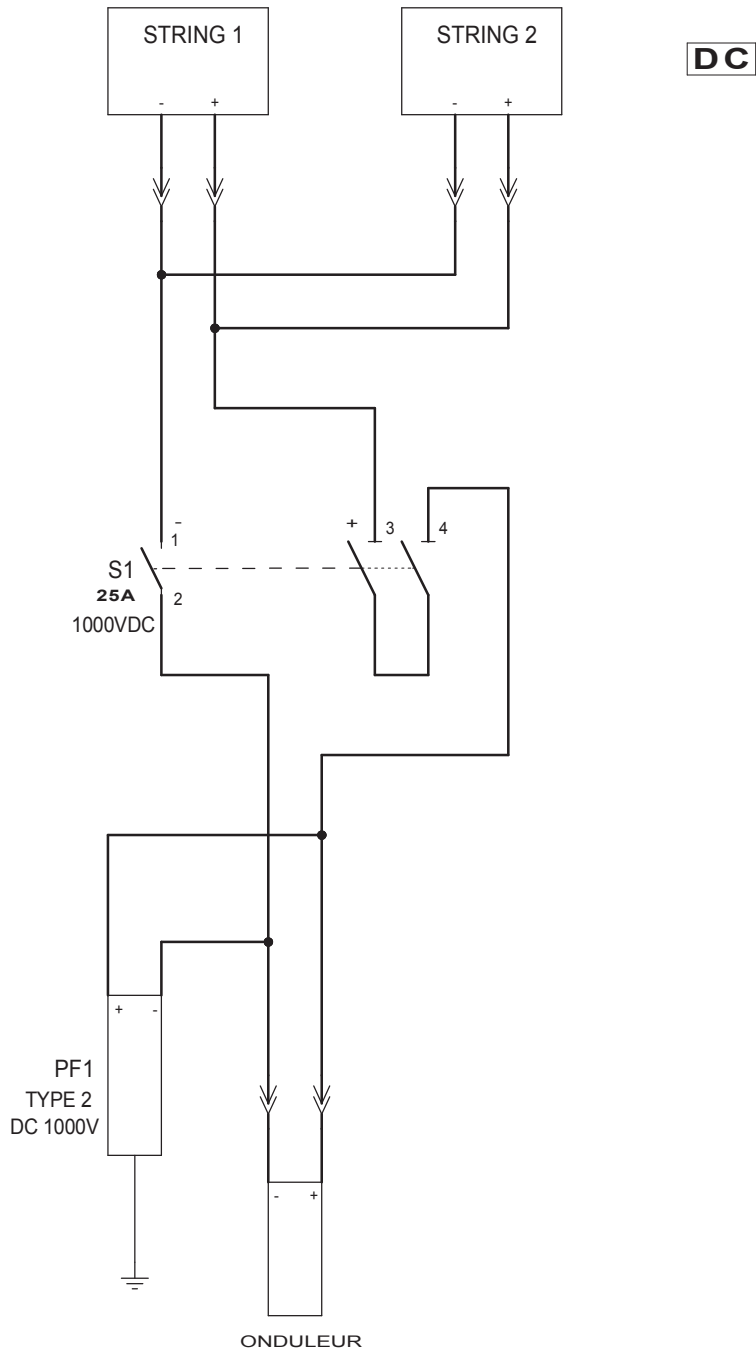 STRING 1
STRING 2
DC
- +
- +
-
1
+
3
4
S1
25A
1000VDC
2
+ -
PF1
TYPE 2
DC 1000V
- +
ONDULEUR